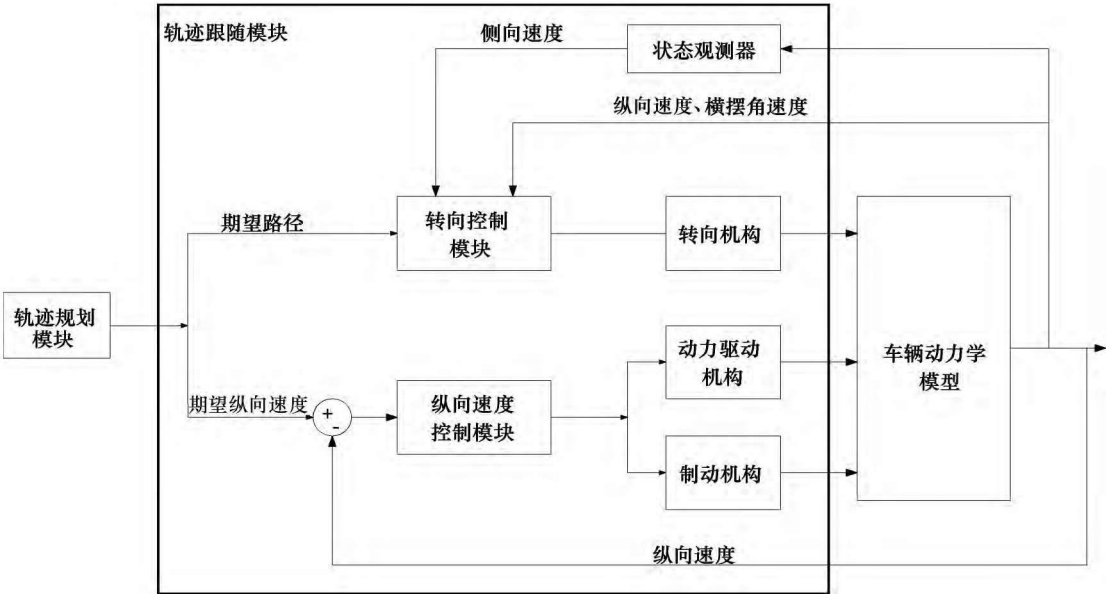 轨迹跟随模块
侧向速度
状态观测器
纵向速度、横摆角速度
期望路径
转向控制
模块
转向机构
轨迹规划
模块
动力驱动
机构
车辆动力学
模型
期望纵向速度
+
-
纵向速度
控制模块
制动机构
纵向速度